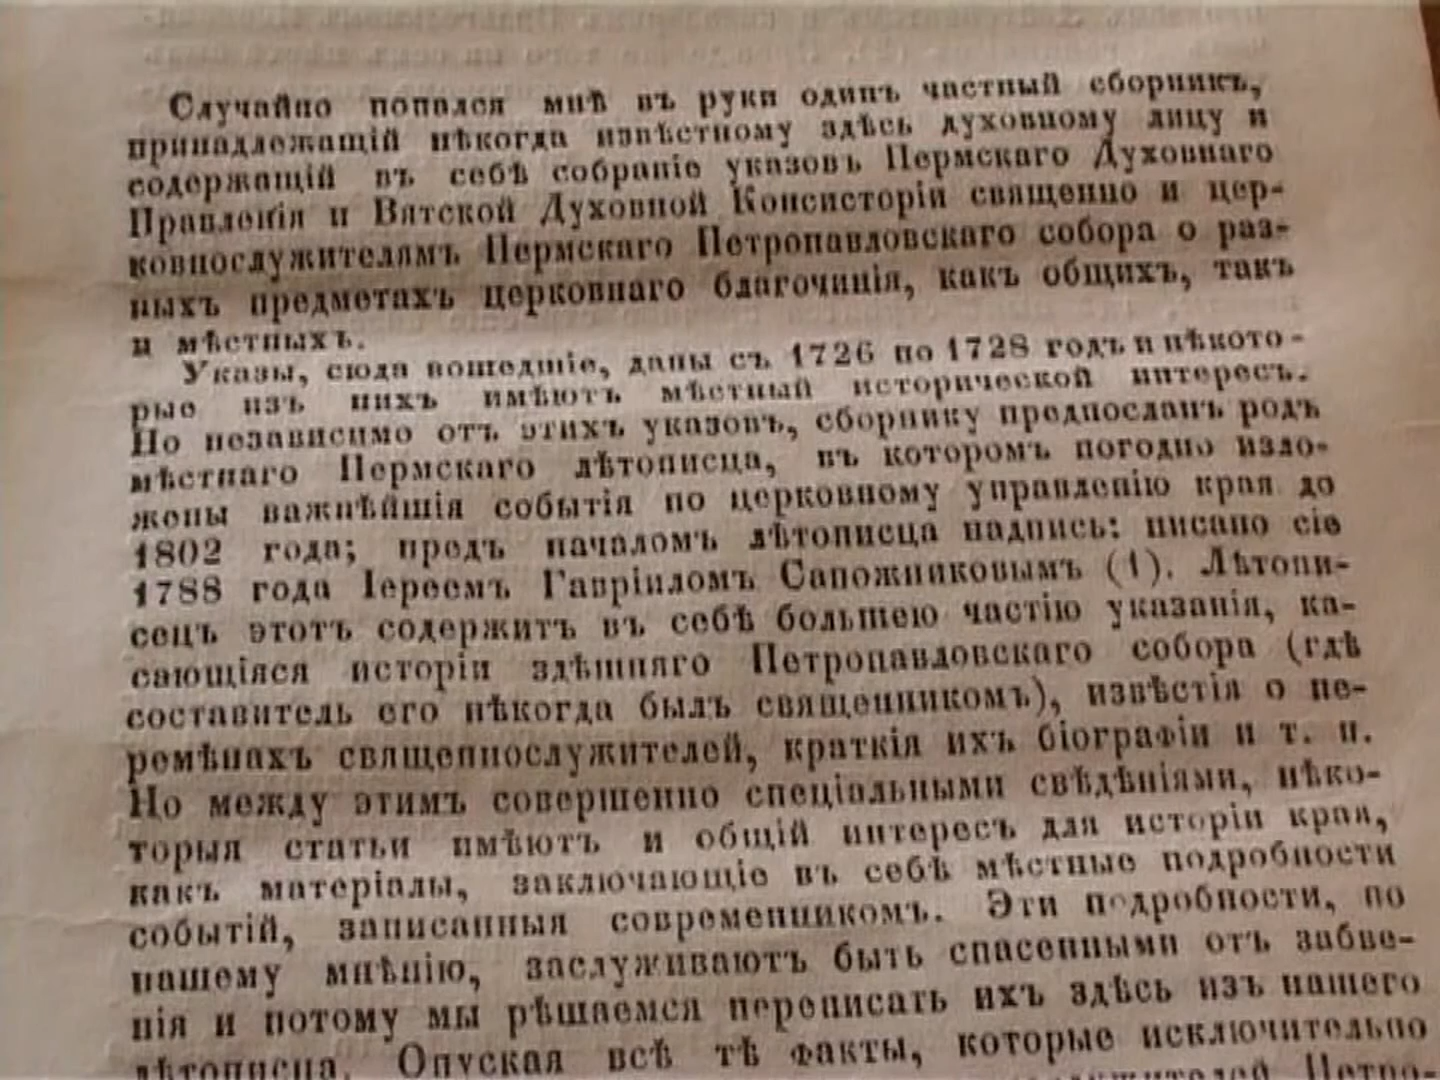 Случайно попался мнѣ въ руки одинъ частный сборникъ,
принадлежащій нѣкогда извѣстному здѣсь духовному лицу и
содержащій въ себѣ собраніе указовъ Пермскаго Духовнаго
Правленія и Вятской Духовной Консисторіи священно и цер-
ковнослужителямъ Пермскаго Петропавловскаго собора о раз-
ныхъ предметахъ церковнаго благочинія, какъ общихъ, такъ
и мѣстныхъ.
Указы, сюда вошедшіе, даны съ 1726 по 1728 годъ и нѣкото-
рые изъ нихъ имѣютъ мѣстный исторической интересъ.
Но независимо отъ этихъ указовъ, сборнику предпосланъ родъ
мѣстнаго Пермскаго лѣтописца, въ которомъ погодно изло-
жены важнѣйшія событія по церковному управленію края до
1802 года; предъ началомъ лѣтописца надпись: писано сіе
1788 года Іереемъ Гавріиломъ Сапожниковымъ (1). Лѣтопи-
сецъ этотъ содержитъ въ себѣ большею частію указанія, ка-
сающіяся исторіи здѣшняго Петропавловскаго собора (гдѣ
составитель его нѣкогда былъ священникомъ), извѣстія о пе-
ремѣнахъ священнослужителей, краткія ихъ біографіи и т. п.
Но между этимъ совершенно спеціальными свѣдѣніями, нѣко-
торыя статьи имѣютъ и общій интересъ для исторіи края,
какъ матеріалы, заключающіе въ себѣ мѣстные подробности
событій, записанныя современникомъ. Эти подробности, по
нашему мнѣнію, заслуживаютъ быть спасенными отъ забве-
нія и потому мы рѣшаемся переписать ихъ здѣсь изъ нашего
лѣтописца. Опуская всѣ тѣ факты, которые исключительно
Петро-